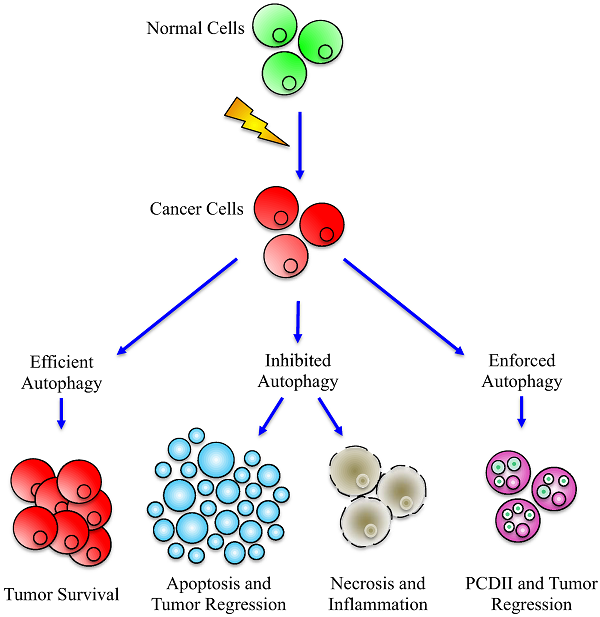 Normal Cells
Cancer Cells
Efficient
Autophagy
Inhibited
Autophagy
Enforced
Autophagy
Tumor Survival
Apoptosis and
Tumor Regression
Necrosis and
Inflammation
PCDII and Tumor
Regression